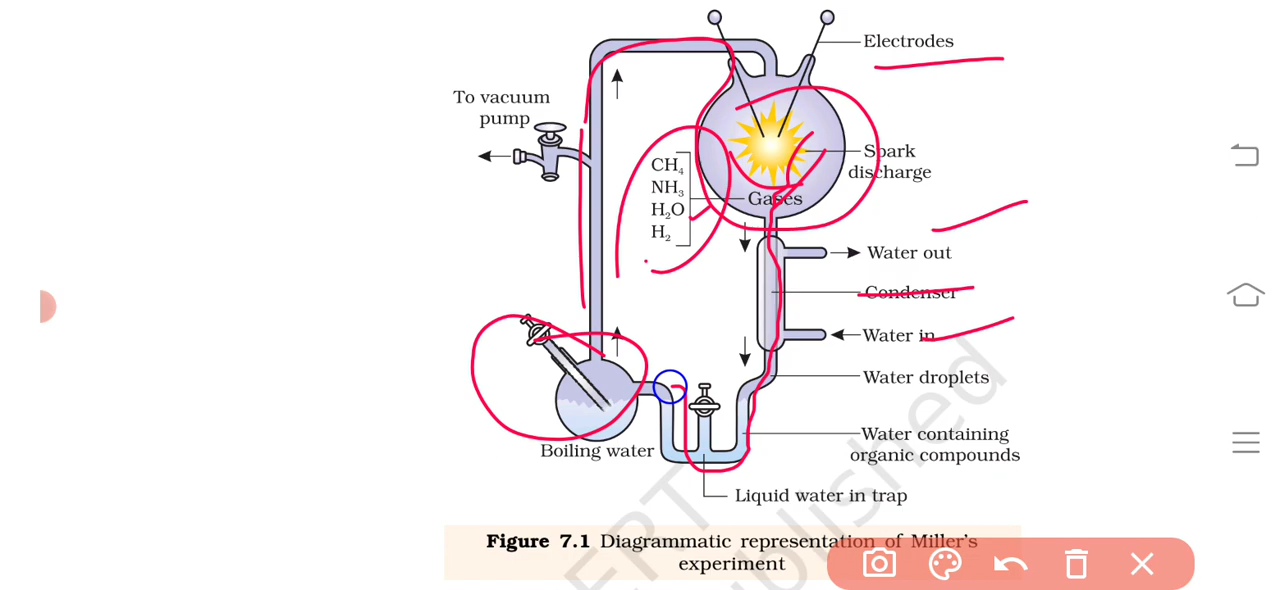 Electrodes
To vacuum
pump
Spark
discharge
CH₄
NH₃
H₂O
H₂
Gases
Water out
Condenser
Water in
Water droplets
Water containing
organic compounds
Boiling water
Liquid water in trap
Figure 7.1 Diagrammatic representation of Miller's
experiment